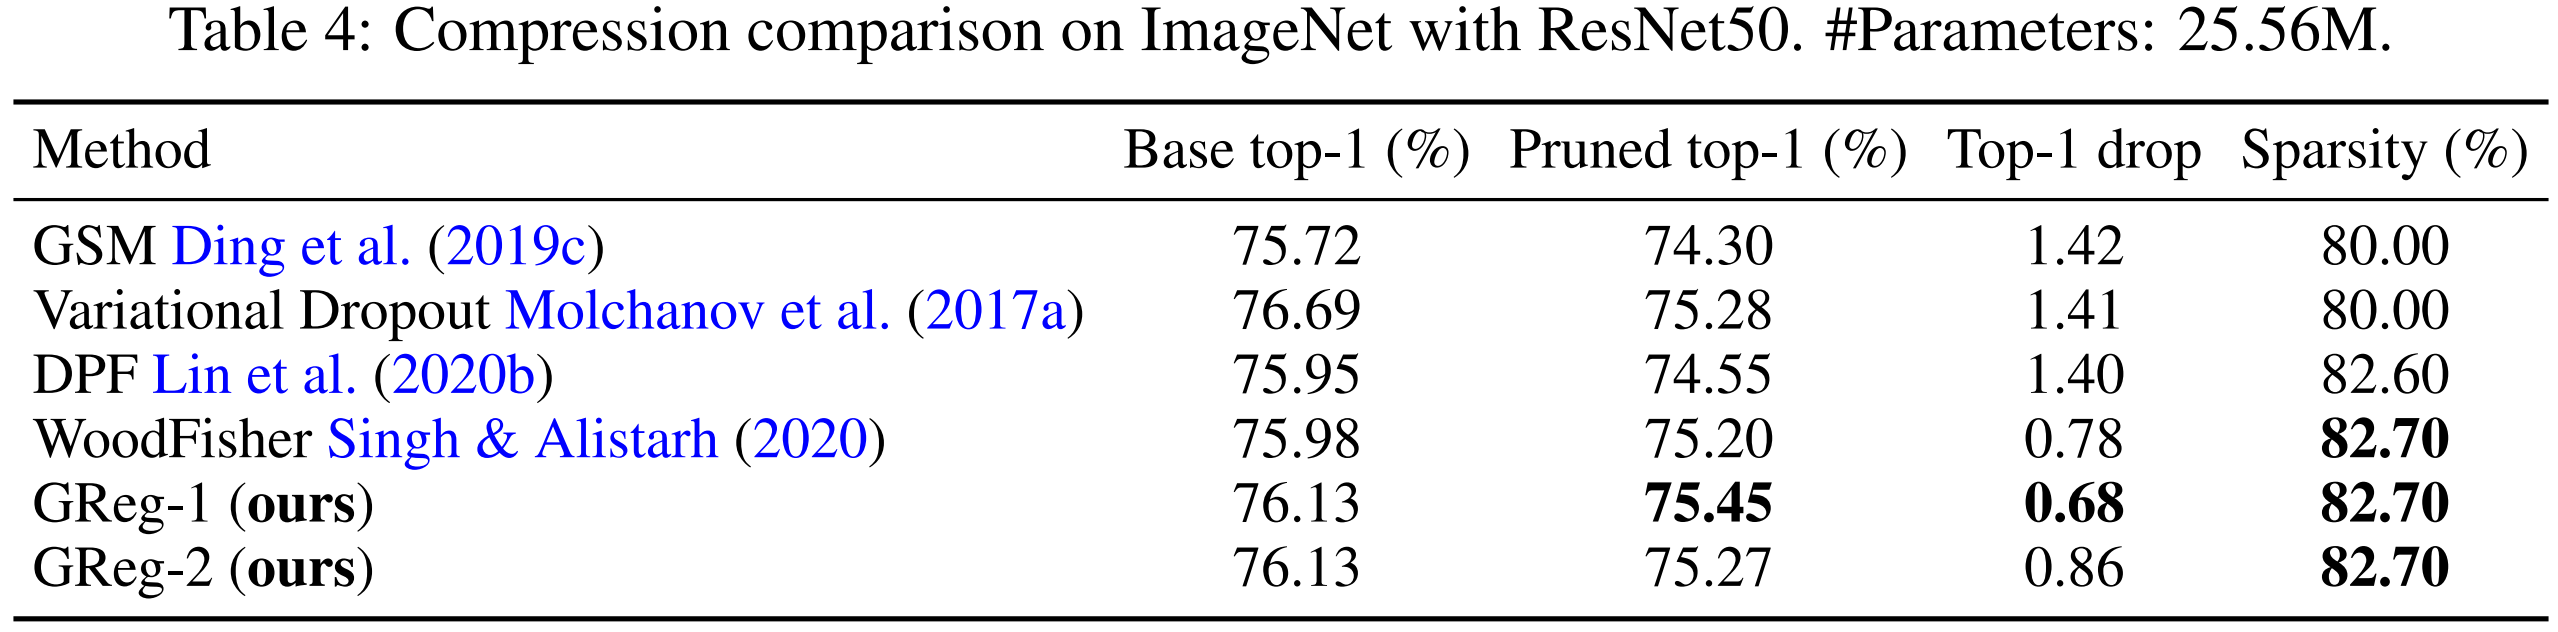 Table 4: Compression comparison on ImageNet with ResNet50. #Parameters: 25.56M.
Method Base top-1 (%) Pruned top-1 (%) Top-1 drop Sparsity (%)
GSM Ding et al. (2019c) 75.72 74.30 1.42 80.00
Variational Dropout Molchanov et al. (2017a) 76.69 75.28 1.41 80.00
DPF Lin et al. (2020b) 75.95 74.55 1.40 82.60
WoodFisher Singh & Alistarh (2020) 75.98 75.20 0.78 82.70
GReg-1 (ours) 76.13 75.45 0.68 82.70
GReg-2 (ours) 76.13 75.27 0.86 82.70